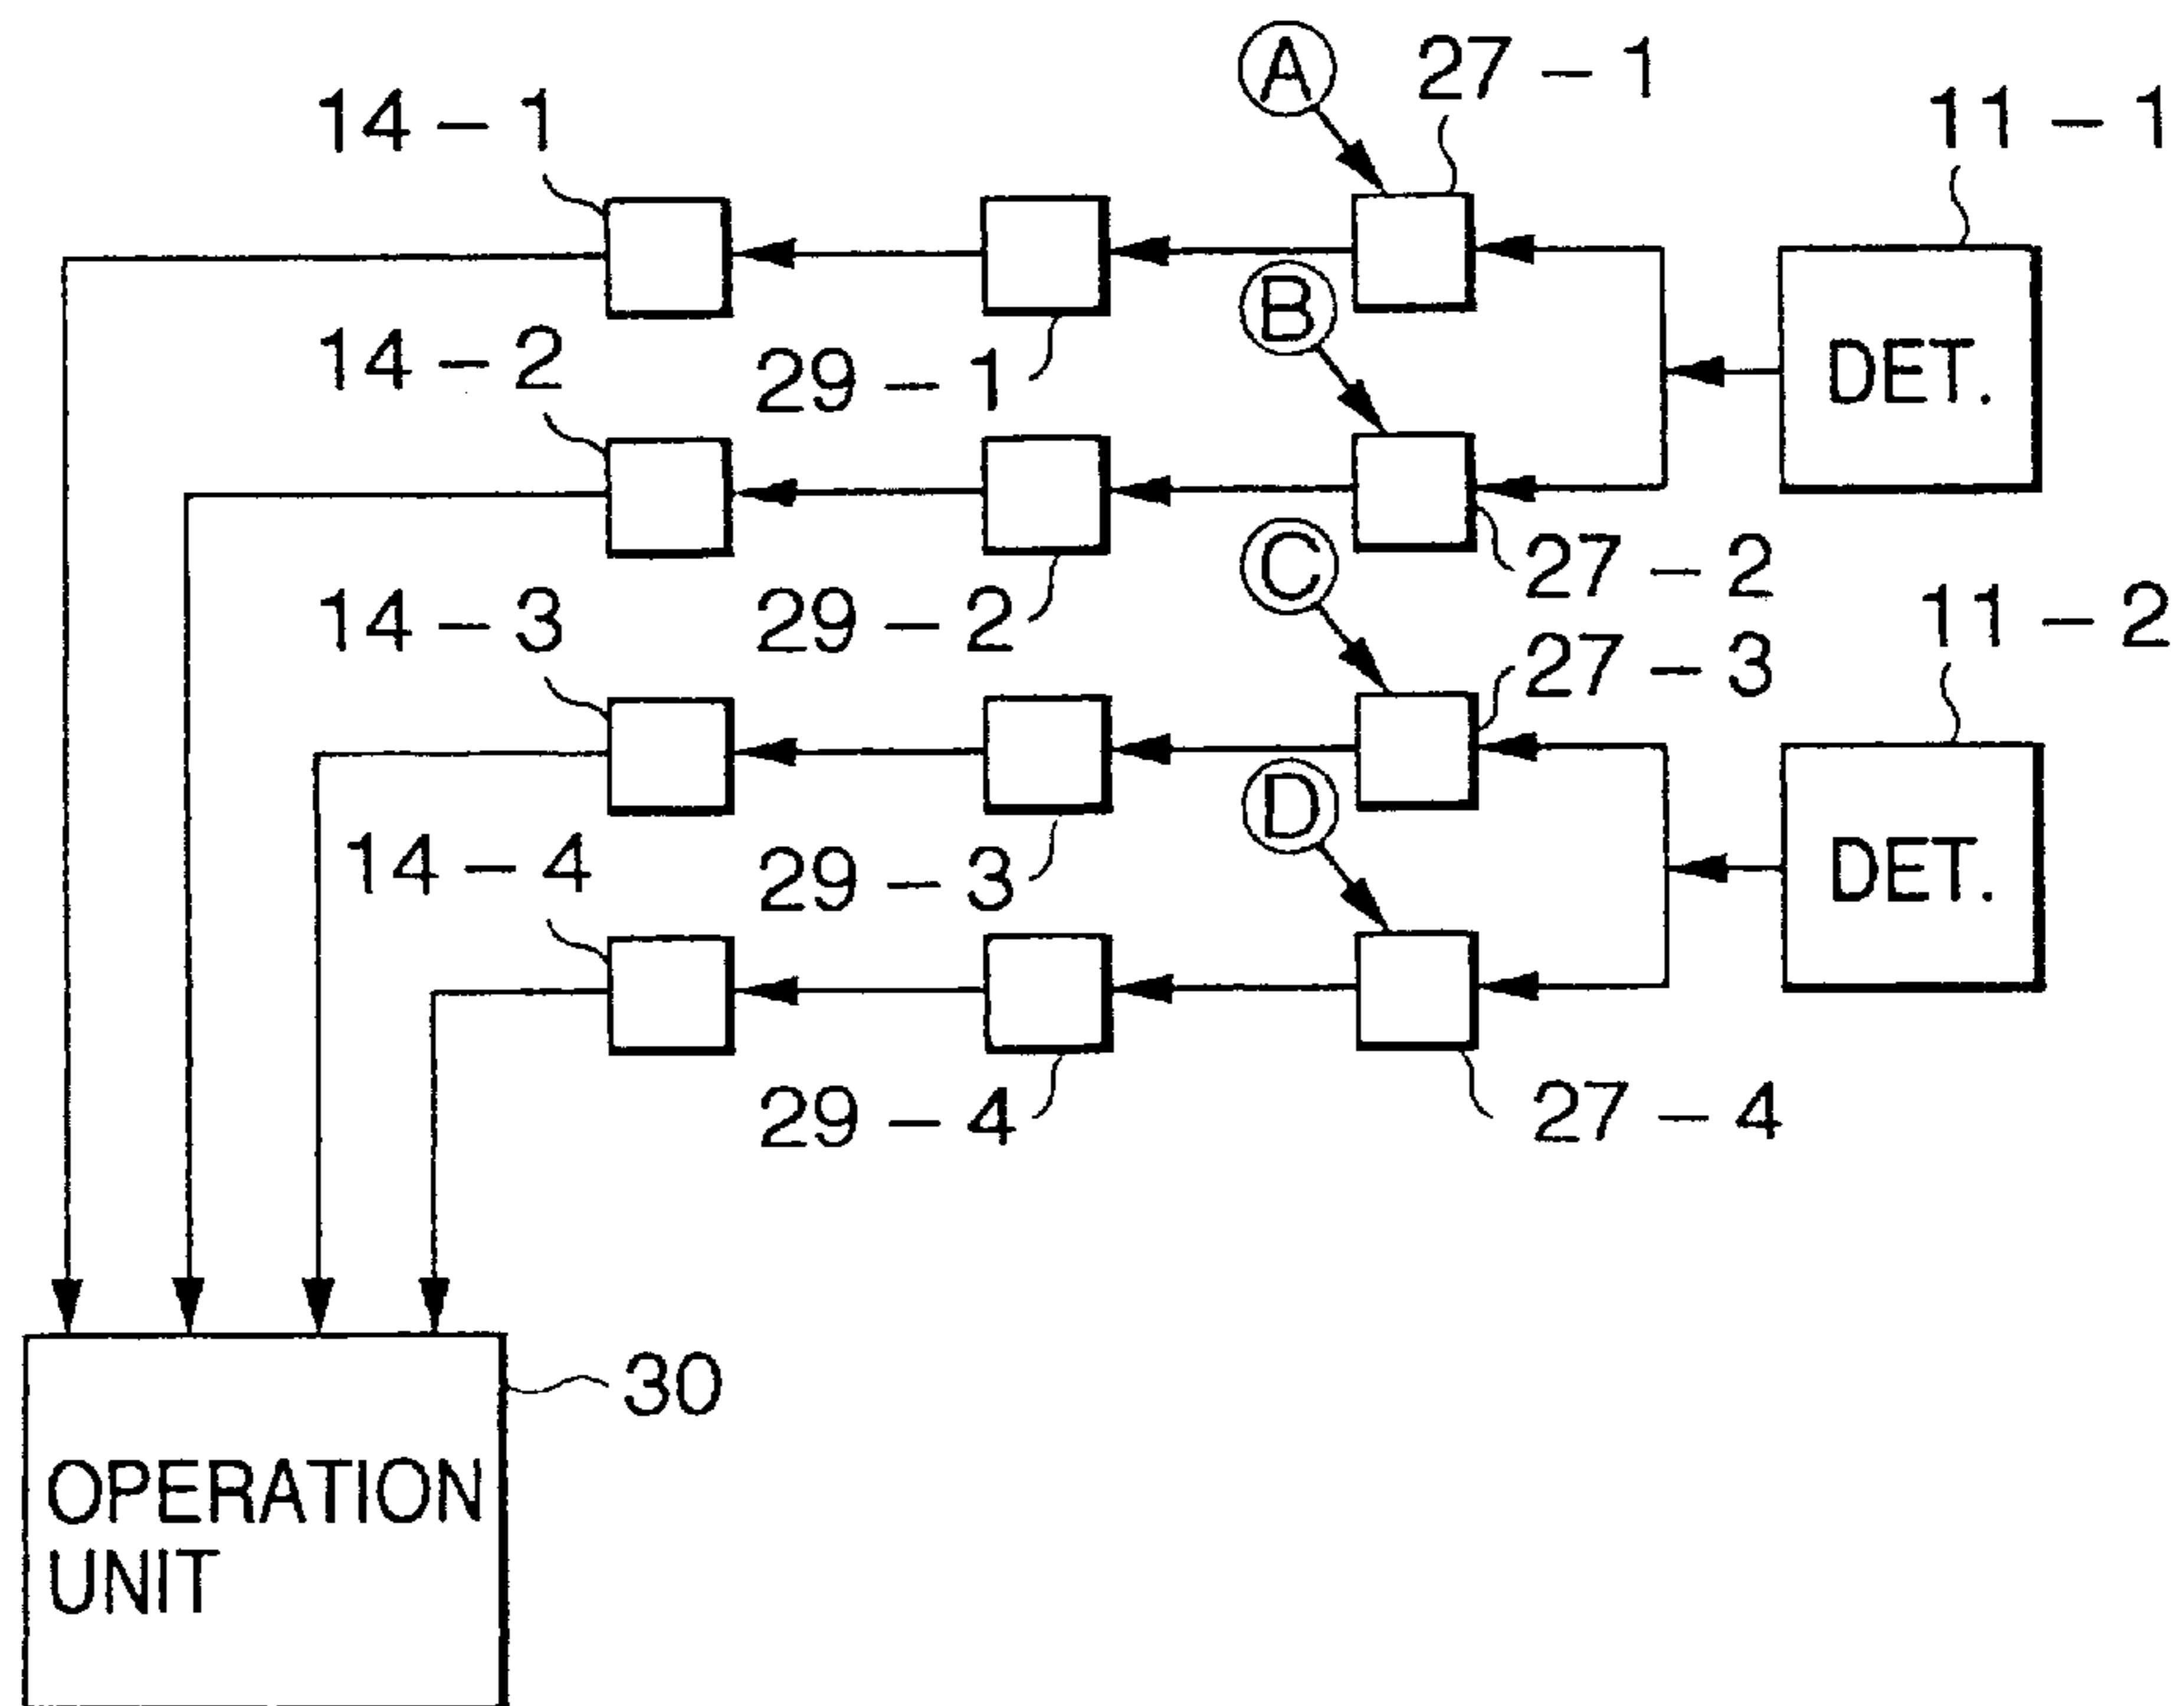 A
27-1
11-1
14-1
B
DET.
14-2
29-1
C
27-2
14-3
29-2
11-2
27-3
D
DET.
14-4
29-3
29-4
27-4
30
OPERATION
UNIT